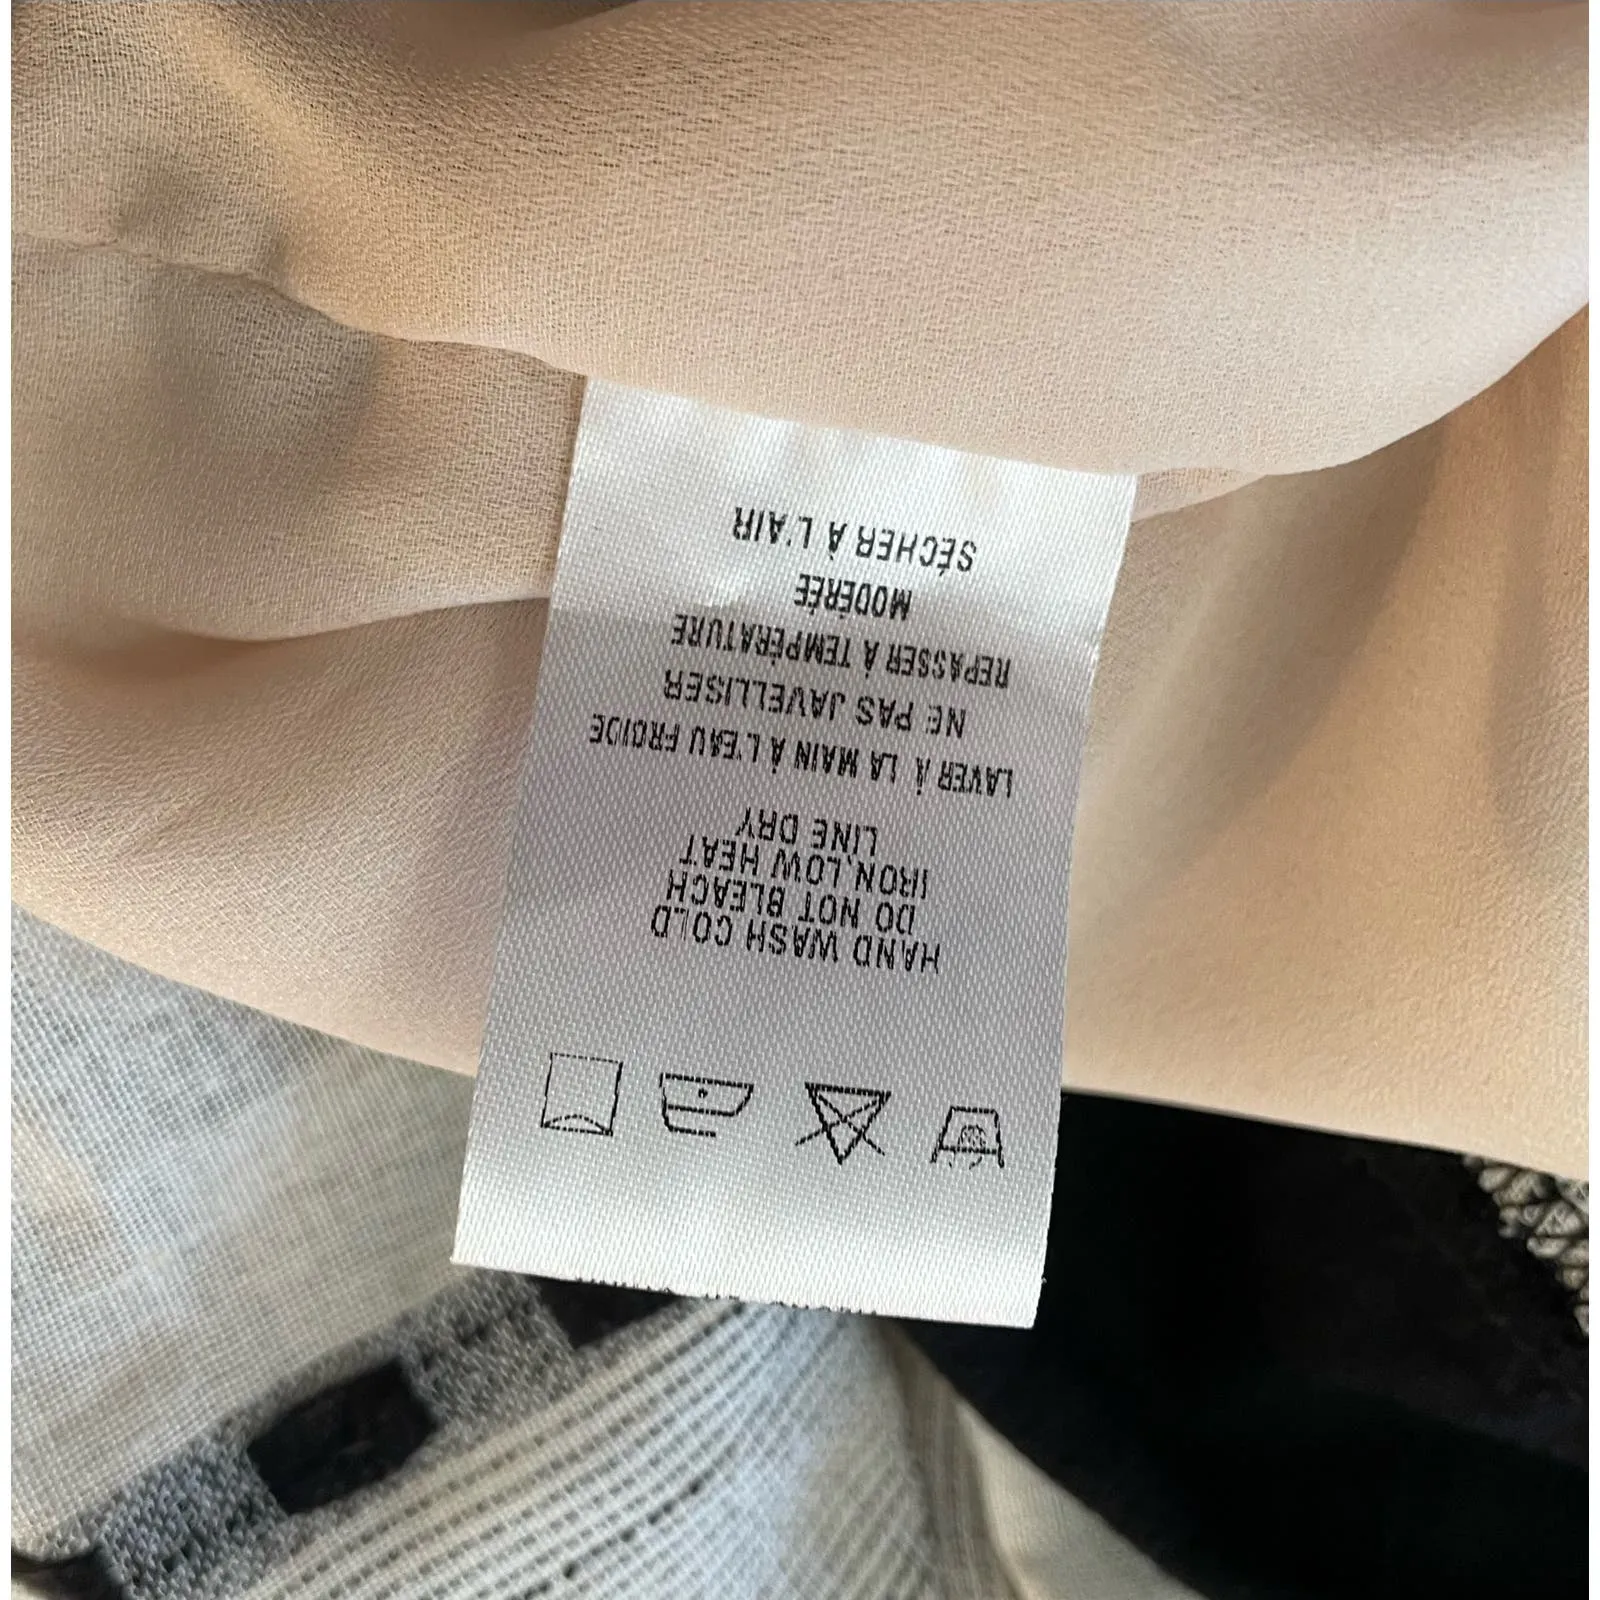 HAND WASH COLD
DO NOT BLEACH
IRON,LOW HEAT
LINE DRY
LAVER À LA MAIN À L'EAU FROIDE
NE PAS JAVELLISER
REPASSER À TEMPÉRATURE
MODÉRÉE
SÉCHER À L'AIR